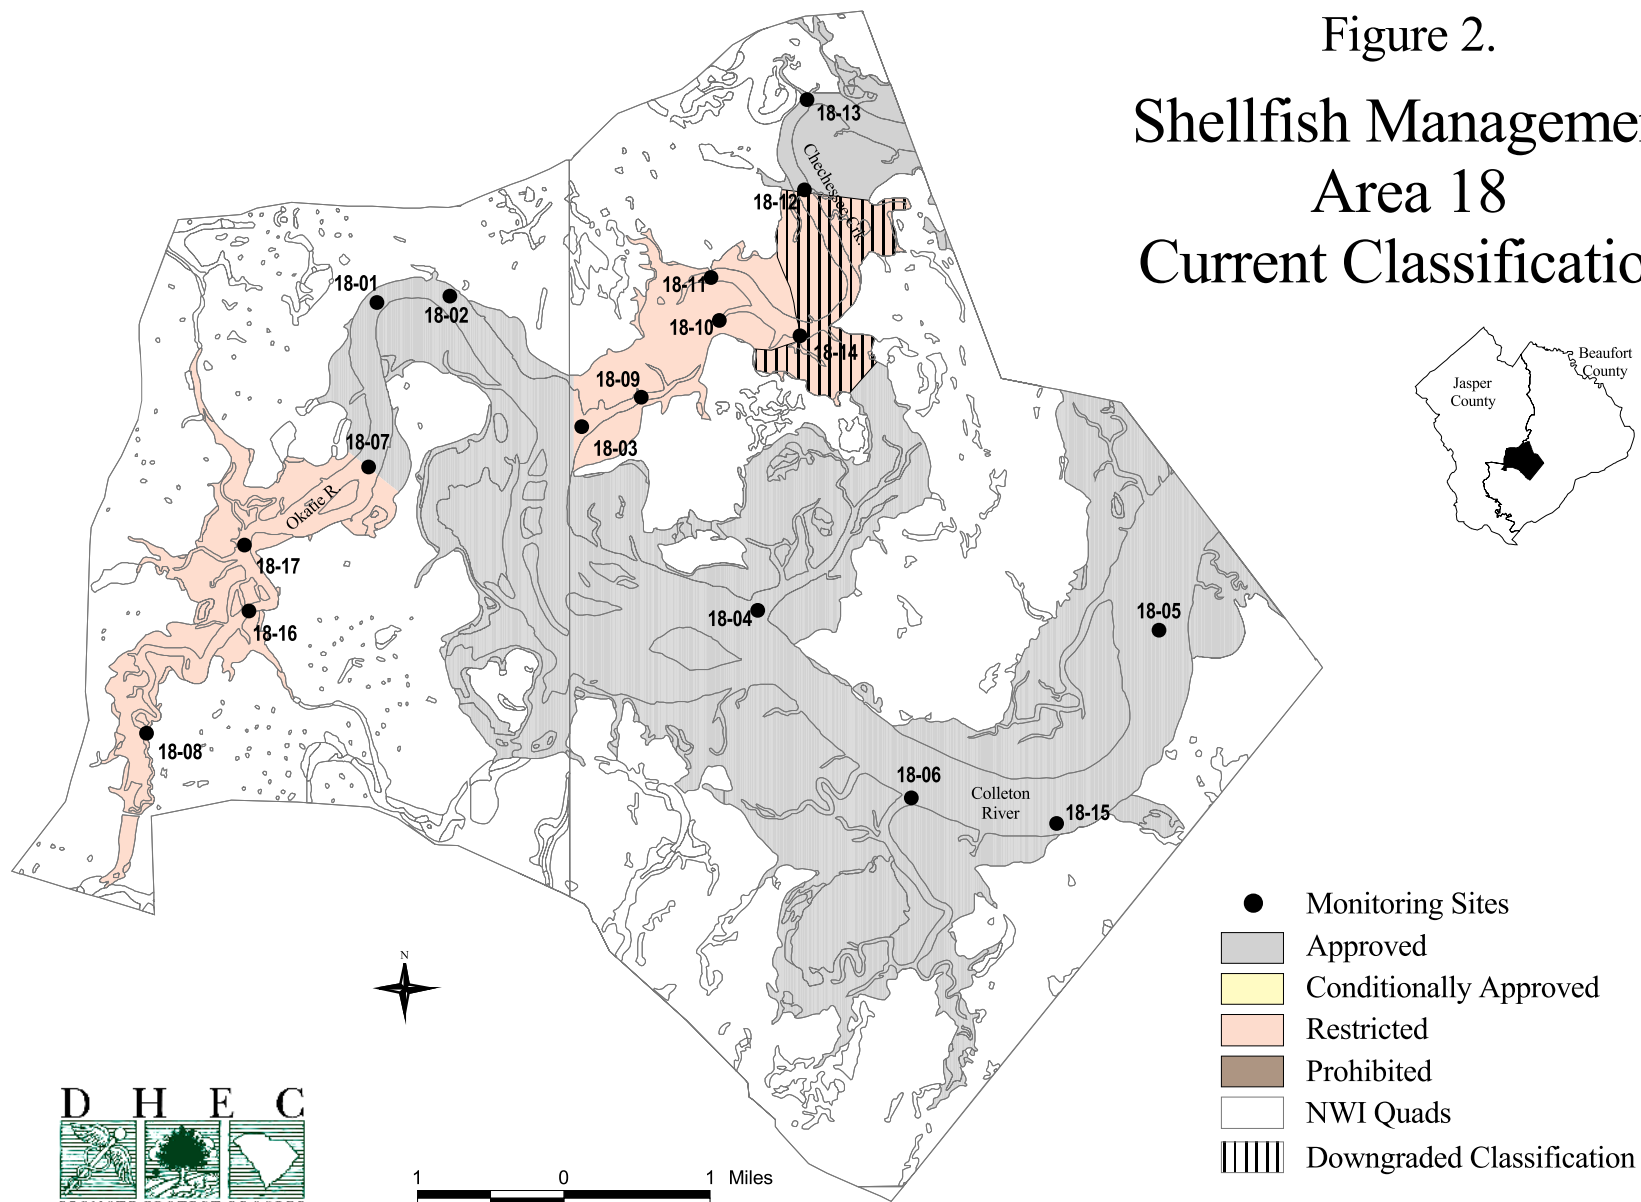 Figure 2.
Shellfish Manageme
Area 18
Current Classificatio
18-13
Chechessee Crk.
18-12
18-01
18-02
18-11
18-10
18-14
18-09
18-03
18-07
Okatie R.
18-17
18-16
18-08
18-04
18-05
18-06
Colleton
River
18-15
Beaufort
County
Jasper
County
N
Monitoring Sites
Approved
Conditionally Approved
Restricted
Prohibited
NWI Quads
Downgraded Classification
D H E C
1 0 1 Miles